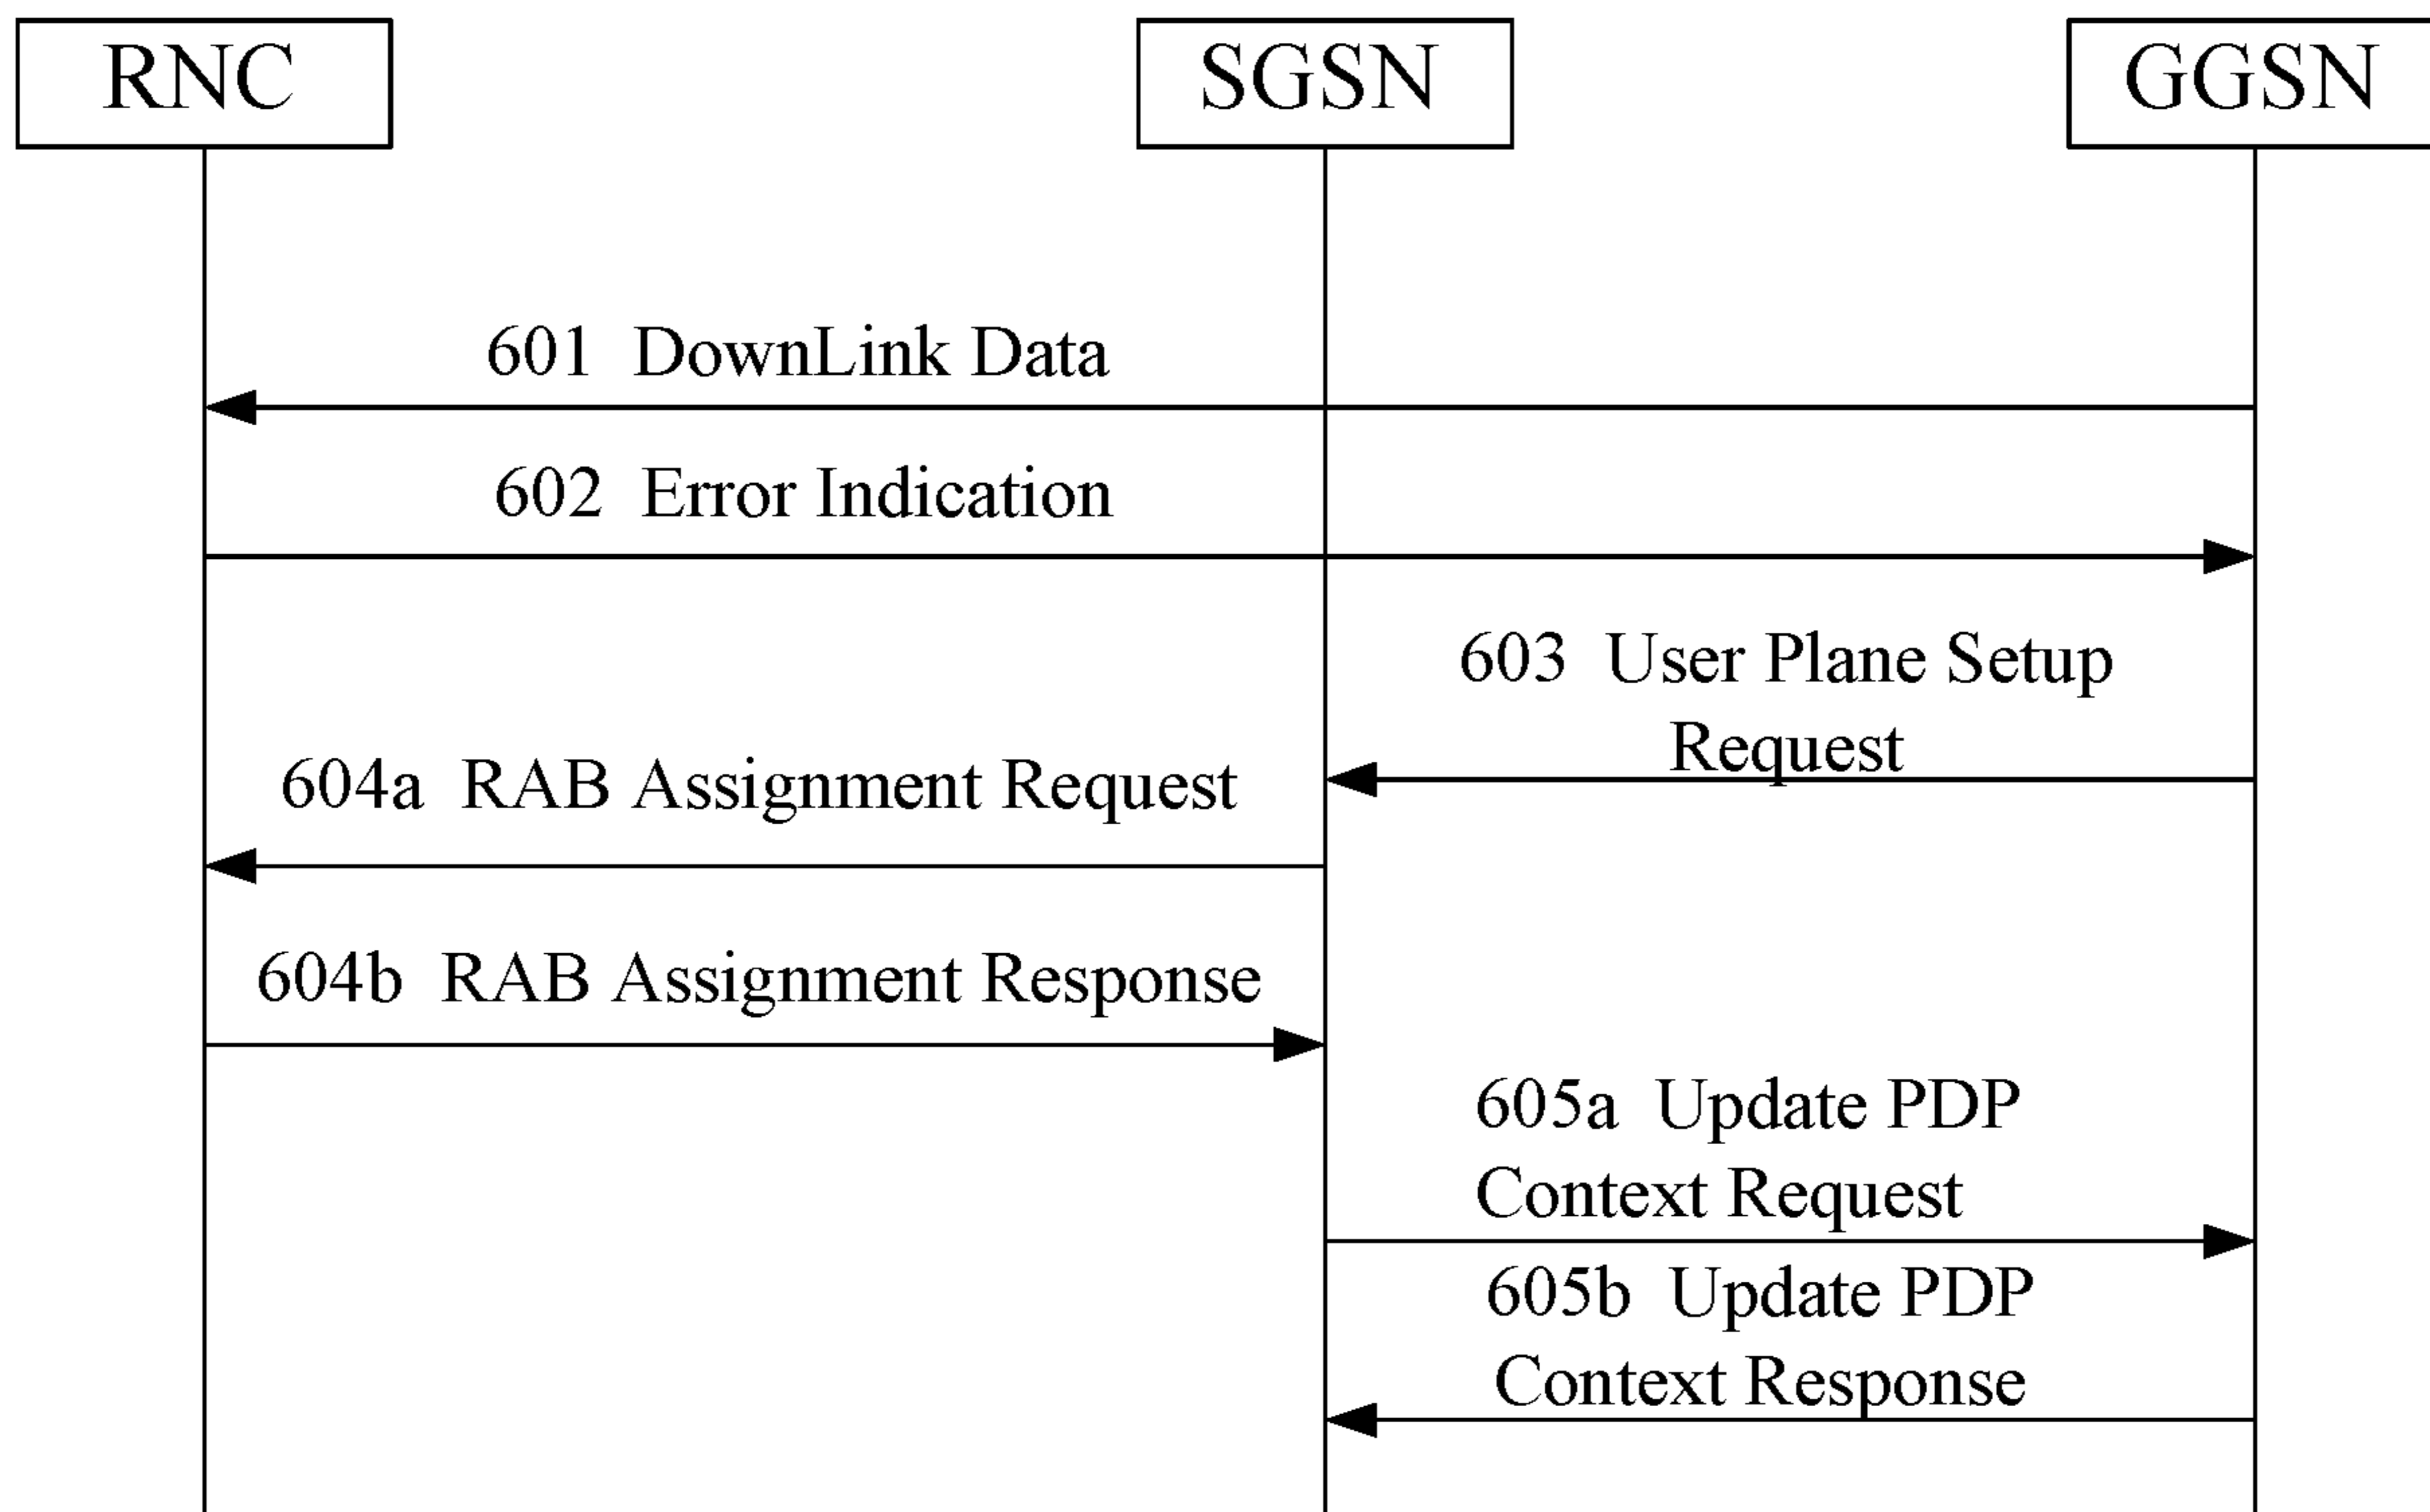 RNC
SGSN
GGSN
601 DownLink Data
602 Error Indication
603 User Plane Setup
Request
604a RAB Assignment Request
604b RAB Assignment Response
605a Update PDP
Context Request
605b Update PDP
Context Response